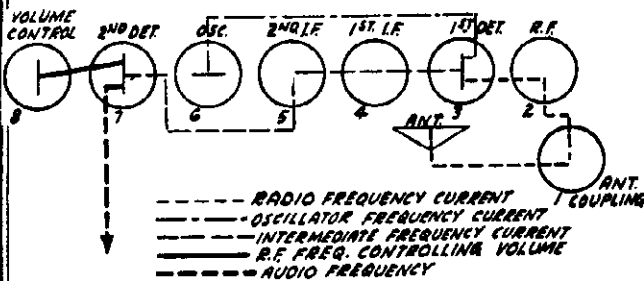 VOLUME CONTROL
2ND DET.
OSC.
2ND I.F.
1ST. I.F.
1ST DET.
R.F.
8
7
6
5
4
3
2
ANT.
1
ANT. COUPLING
RADIO FREQUENCY CURRENT
OSCILLATOR FREQUENCY CURRENT
INTERMEDIATE FREQUENCY CURRENT
R.F. FREQ. CONTROLLING VOLUME
AUDIO FREQUENCY